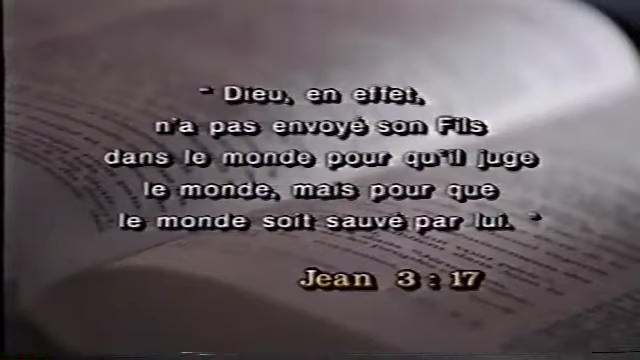 " Dieu, en effet,
n'a pas envoyé son Fils
dans le monde pour qu'il juge
le monde, mais pour que
le monde soit sauvé par lui. "
Jean 3 : 17